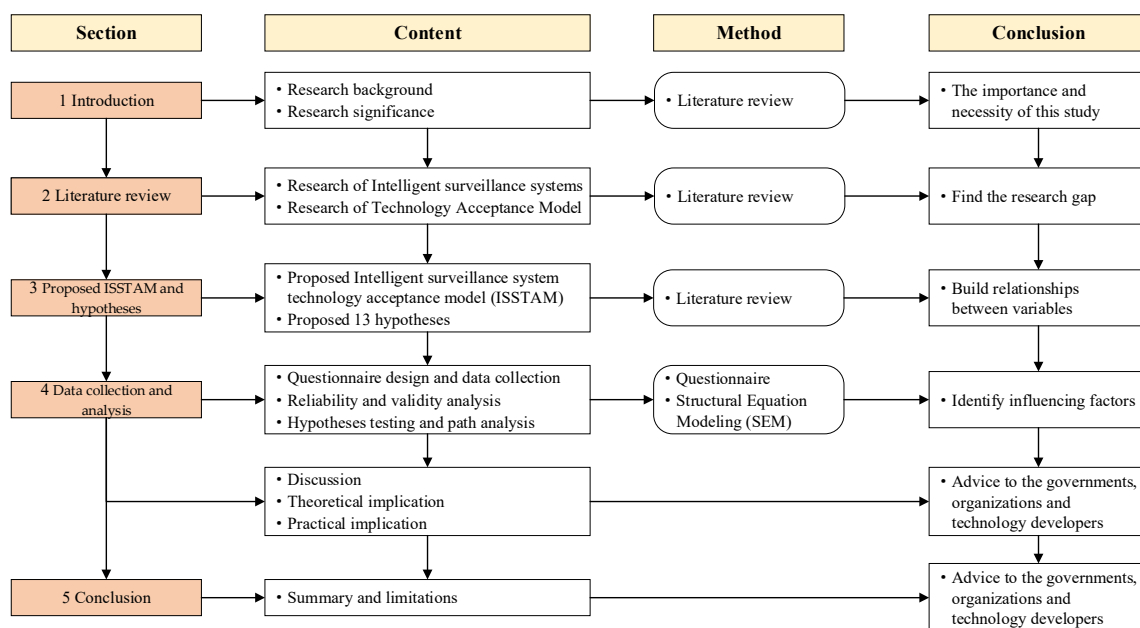 Section
Content
Method
Conclusion
1 Introduction
• Research background
• Research significance
• Literature review
• The importance and
necessity of this study
2 Literature review
• Research of Intelligent surveillance systems
• Research of Technology Acceptance Model
• Literature review
• Find the research gap
3 Proposed ISSTAM and
hypotheses
• Proposed Intelligent surveillance system
technology acceptance model (ISSTAM)
• Proposed 13 hypotheses
• Literature review
• Build relationships
between variables
4 Data collection and
analysis
• Questionnaire design and data collection
• Reliability and validity analysis
• Hypotheses testing and path analysis
• Questionnaire
• Structural Equation
Modeling (SEM)
• Identify influencing factors
• Discussion
• Theoretical implication
• Practical implication
• Advice to the governments,
organizations and
technology developers
5 Conclusion
• Summary and limitations
• Advice to the governments,
organizations and
technology developers